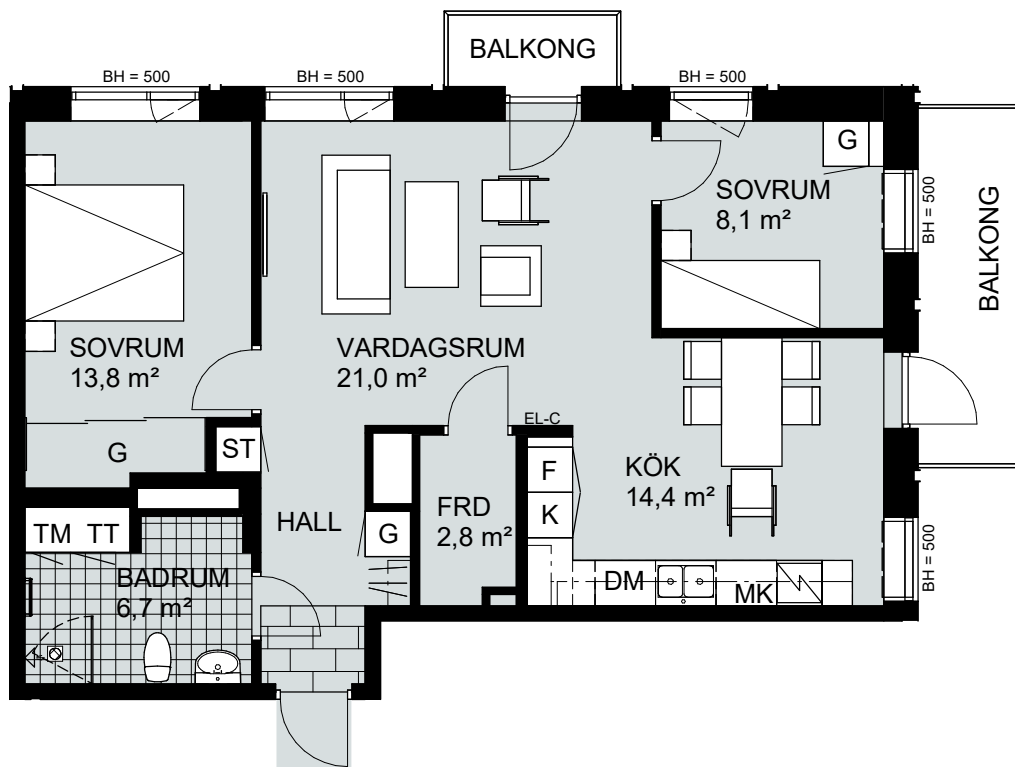 BALKONG
BH = 500
BH = 500
BH = 500
G
SOVRUM
8,1 m²
BH = 500
BALKONG
SOVRUM
13,8 m²
VARDAGSRUM
21,0 m²
EL-C
G
ST
F
K
KÖK
14,4 m²
HALL
G
FRD
2,8 m²
TM TT
BADRUM
6,7 m²
DM
MK
BH = 500